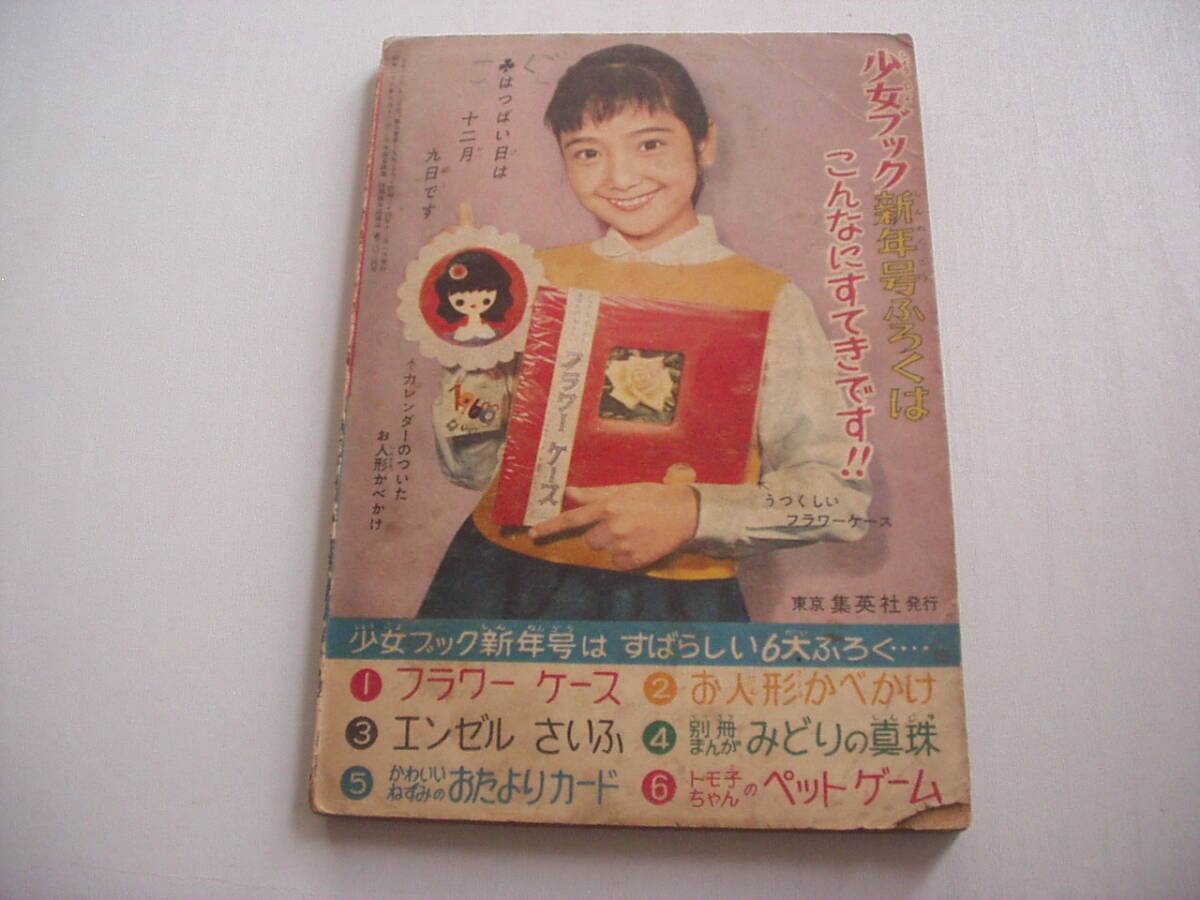 少女ブック新年号ふろくは
こんなにすてきです!!
♣はつばい日は
十二月
九日です
フラワー ケース
1960
↑カレンダーのついた
お人形かべかけ
↖うつくしい
フラワーケース
東京 集英社 発行
少女ブック新年号は すばらしい6大ふろく‥‥
1 フラワー ケース
2 お人形かべかけ
3 エンゼル さいふ
4 別冊まんが みどりの真珠
5 かわいいねずみの おたよりカード
6 トモ子ちゃんの ペット ゲーム